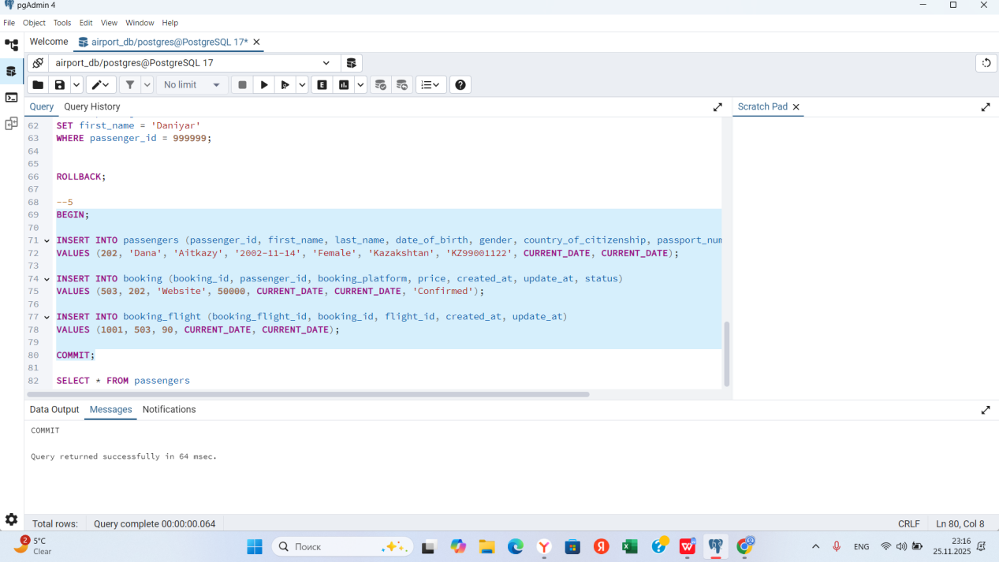 pgAdmin 4
File Object Tools Edit View Window Help
Welcome airport_db/postgres@PostgreSQL 17*
airport_db/postgres@PostgreSQL 17
No limit
E
Query Query History
Scratch Pad
62 SET first_name = 'Daniyar'
63 WHERE passenger_id = 999999;
64
65
66 ROLLBACK;
67
68 --5
69 BEGIN;
70
71 INSERT INTO passengers (passenger_id, first_name, last_name, date_of_birth, gender, country_of_citizenship, passport_num
72 VALUES (202, 'Dana', 'Aitkazy', '2002-11-14', 'Female', 'Kazakshtan', 'KZ99001122', CURRENT_DATE, CURRENT_DATE);
73
74 INSERT INTO booking (booking_id, passenger_id, booking_platform, price, created_at, update_at, status)
75 VALUES (503, 202, 'Website', 50000, CURRENT_DATE, CURRENT_DATE, 'Confirmed');
76
77 INSERT INTO booking_flight (booking_flight_id, booking_id, flight_id, created_at, update_at)
78 VALUES (1001, 503, 90, CURRENT_DATE, CURRENT_DATE);
79
80 COMMIT;
81
82 SELECT * FROM passengers
Data Output Messages Notifications
COMMIT
Query returned successfully in 64 msec.
Total rows: Query complete 00:00:00.064
CRLF Ln 80, Col 8
2
5°C
Clear
Поиск
ENG
23:16
25.11.2025